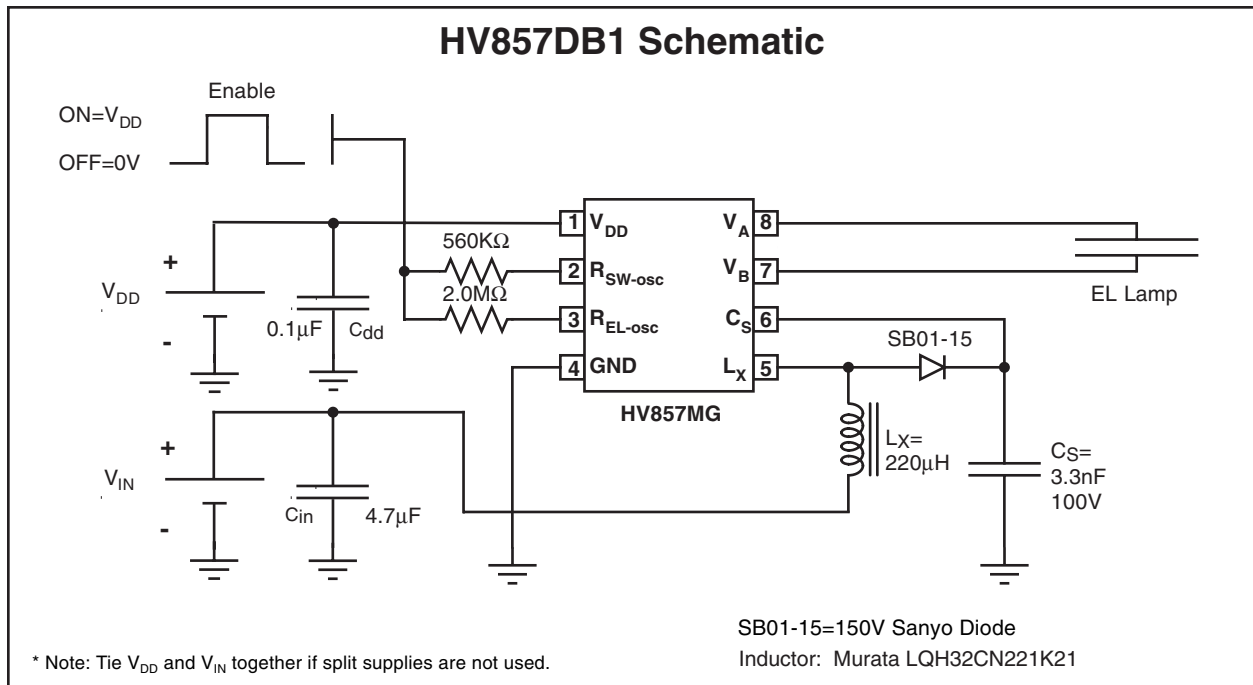 HV857DB1 Schematic
Enable
ON=VDD
OFF=0V
1 VDD
VA 8
560KΩ
2 RSW-osc
VB 7
+
VDD
-
2.0MΩ
3 REL-osc
CS 6
EL Lamp
0.1μF
Cdd
SB01-15
4 GND
LX 5
HV857MG
+
VIN
-
Cin
4.7μF
LX=
220μH
CS=
3.3nF
100V
SB01-15=150V Sanyo Diode
Inductor: Murata LQH32CN221K21
* Note: Tie VDD and VIN together if split supplies are not used.